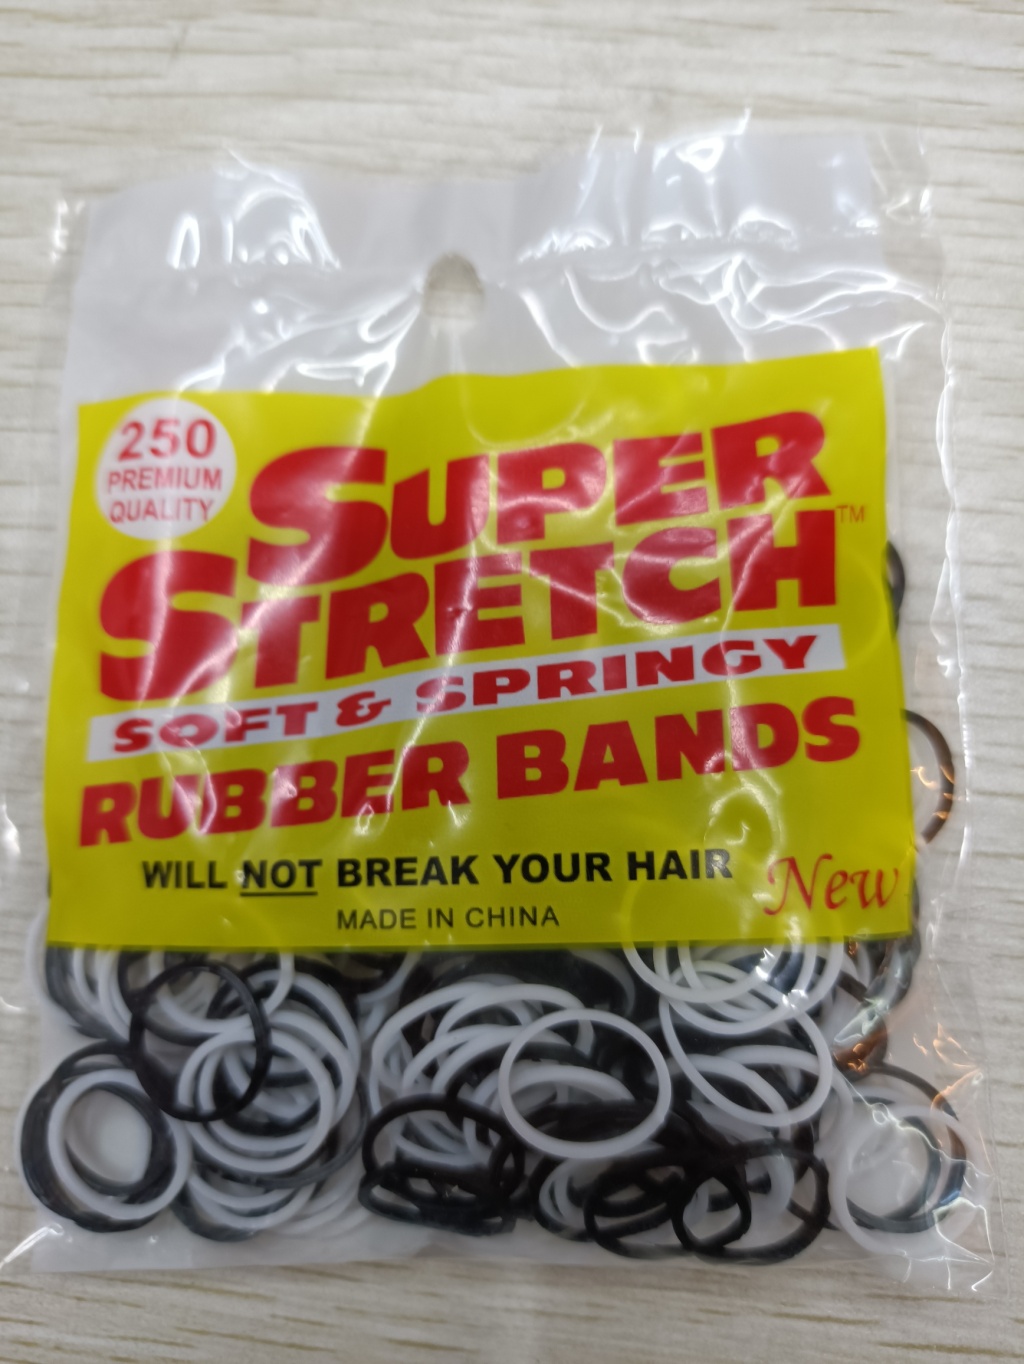 250
PREMIUM
QUALITY
SUPER
STRETCH™
SOFT & SPRINGY
RUBBER BANDS
WILL NOT BREAK YOUR HAIR
New
MADE IN CHINA